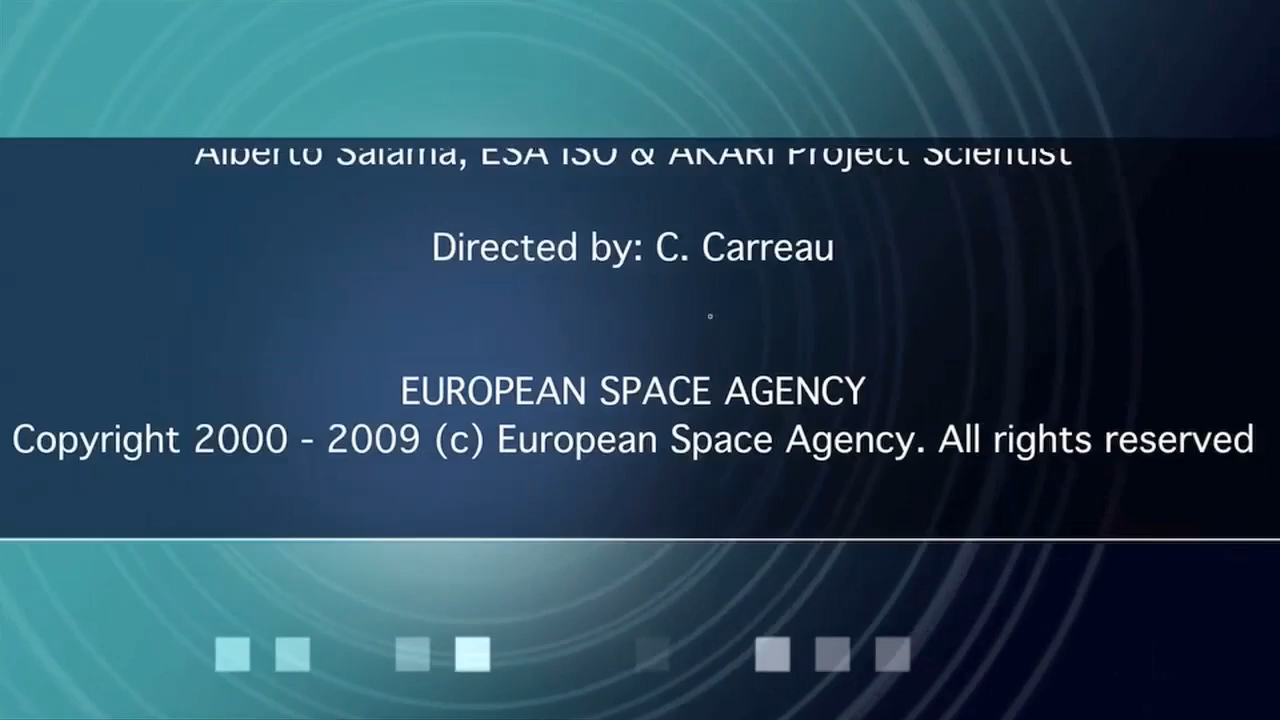 Alberto Salama, ESA ISO & AKARI Project Scientist
Directed by: C. Carreau
EUROPEAN SPACE AGENCY
Copyright 2000 - 2009 (c) European Space Agency. All rights reserved